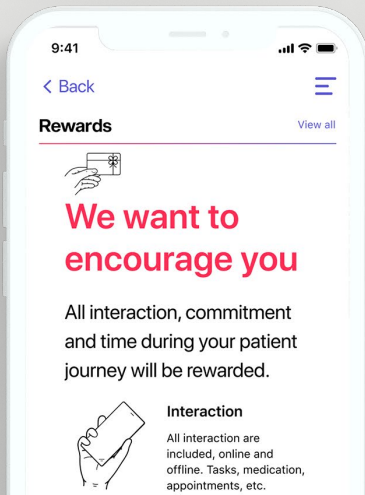 9:41
Back
Rewards
View all
We want to
encourage you
All interaction, commitment
and time during your patient
journey will be rewarded.
Interaction
All interaction are
included, online and
offline. Tasks, medication,
appointments, etc.